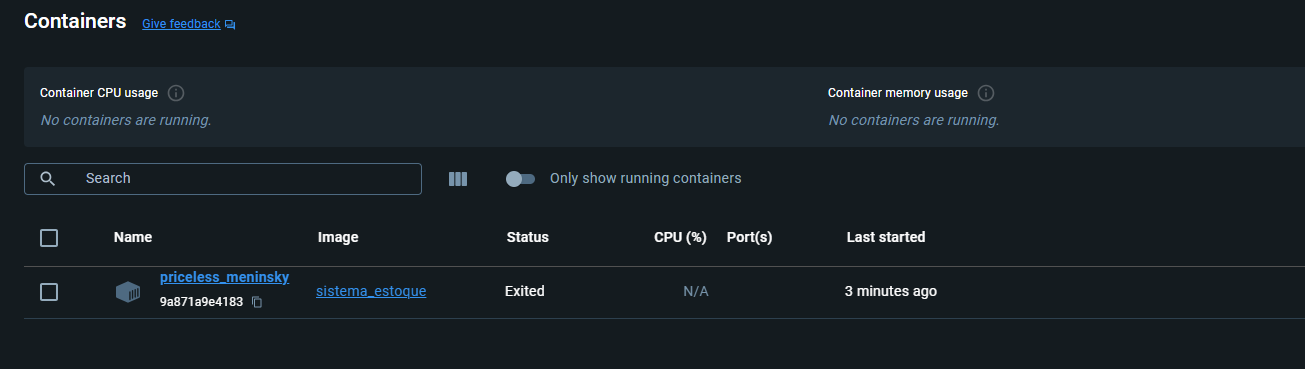 Containers Give feedback
Container CPU usage Container memory usage
No containers are running. No containers are running.
Search Only show running containers
Name Image Status CPU (%) Port(s) Last started
priceless_meninsky
9a871a9e4183 sistema_estoque Exited N/A 3 minutes ago